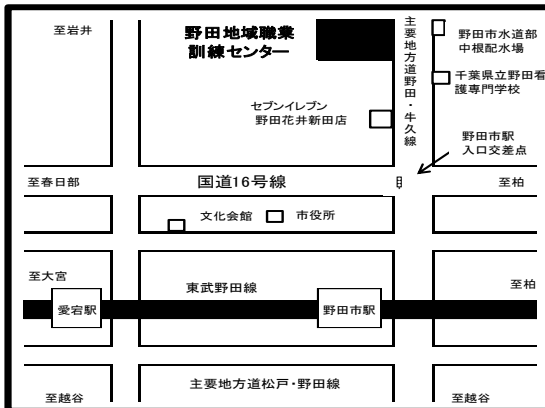 至岩井
野田地域職業
訓練センター
主要地方道野田・牛久線
野田市水道部
中根配水場
千葉県立野田看
護専門学校
セブンイレブン
野田花井新田店
野田市駅
入口交差点
至春日部
国道16号線
至柏
文化会館
市役所
至大宮
東武野田線
至柏
愛宕駅
野田市駅
主要地方道松戸・野田線
至越谷
至越谷